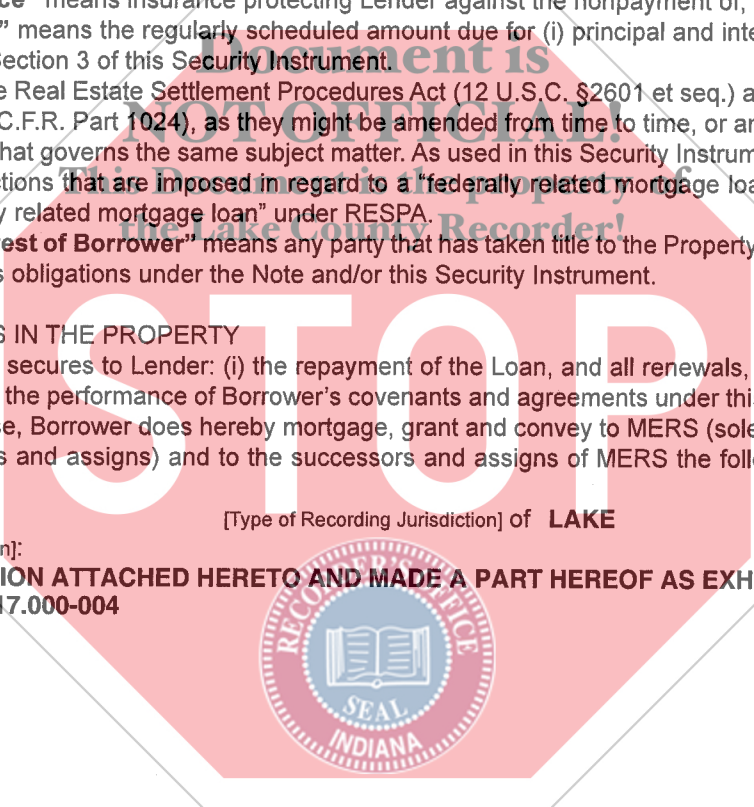 ce" means insurance protecting Lender against the nonpayment of,
" means the regularly scheduled amount due for (i) principal and inte
Section 3 of this Security Instrument.
e Real Estate Settlement Procedures Act (12 U.S.C. §2601 et seq.) a
C.F.R. Part 1024), as they might be amended from time to time, or an
hat governs the same subject matter. As used in this Security Instrum
ctions that are imposed in regard to a "federally related mortgage loa
y related mortgage loan" under RESPA.
est of Borrower" means any party that has taken title to the Property
s obligations under the Note and/or this Security Instrument.
S IN THE PROPERTY
secures to Lender: (i) the repayment of the Loan, and all renewals,
the performance of Borrower's covenants and agreements under thi
se, Borrower does hereby mortgage, grant and convey to MERS (sole
s and assigns) and to the successors and assigns of MERS the foll
[Type of Recording Jurisdiction] of LAKE
n]:
ION ATTACHED HERETO AND MADE A PART HEREOF AS EXH
17.000-004
Document is
NOT OFFICIAL!
This Document is the property of
the Lake County Recorder!
STOP
RECORDER'S OFFICE
SEAL
INDIANA